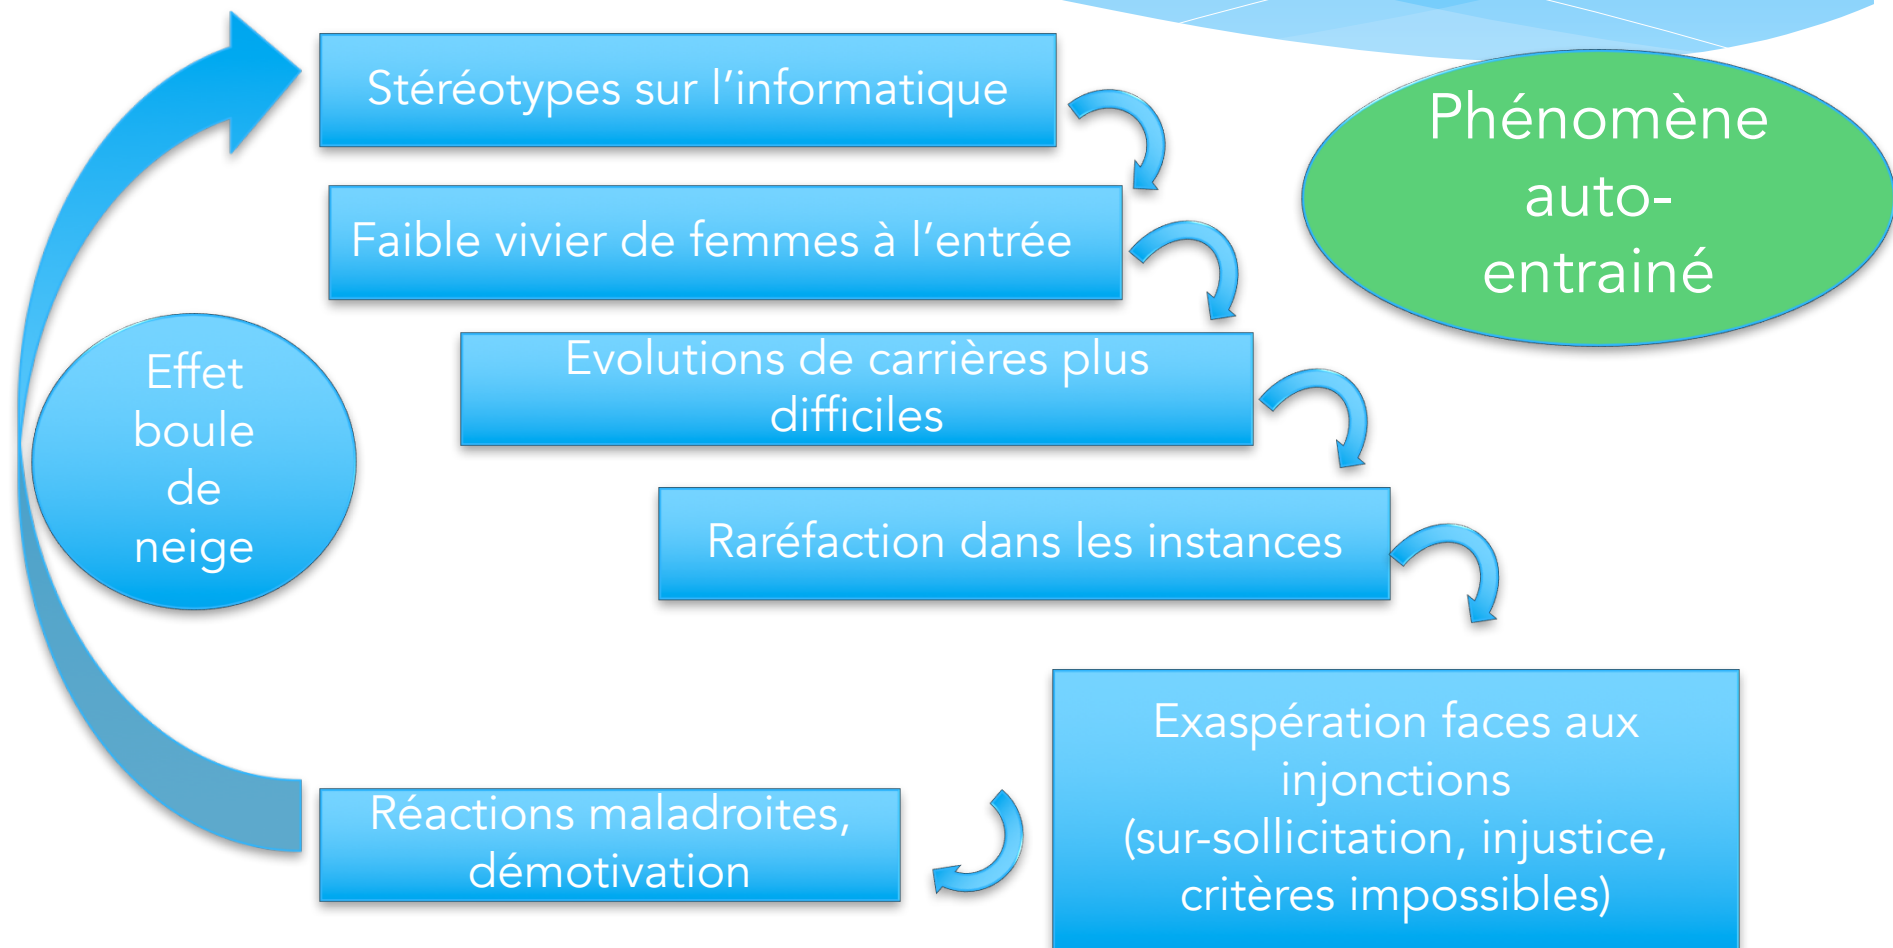 Stéréotypes sur l’informatique
Phénomène
auto-
entrainé
Faible vivier de femmes à l’entrée
Evolutions de carrières plus
difficiles
Effet
boule
de
neige
Raréfaction dans les instances
Exaspération faces aux
injonctions
(sur-sollicitation, injustice,
critères impossibles)
Réactions maladroites,
démotivation